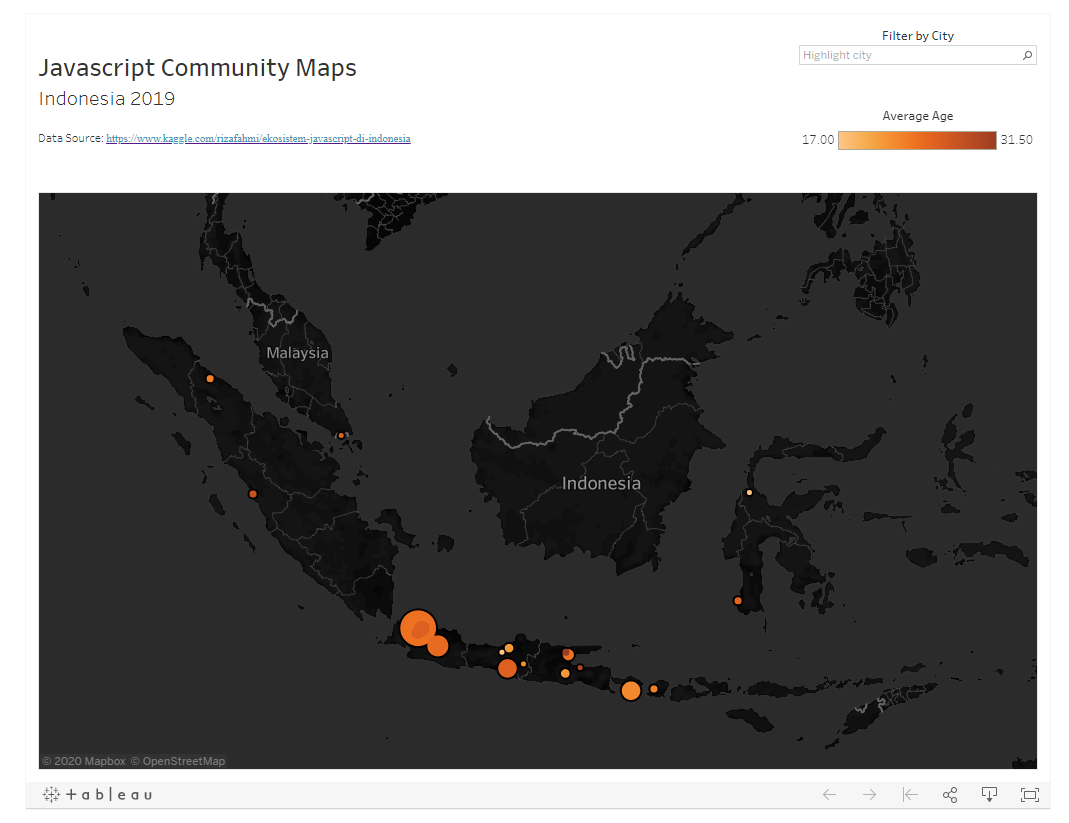 Filter by City
Highlight city
Javascript Community Maps
Indonesia 2019
Data Source: https://www.kaggle.com/rizafahmi/ekosistem-javascript-di-indonesia
Average Age
17.00 31.50
Malaysia
Indonesia
© 2020 Mapbox © OpenStreetMap
+ableau